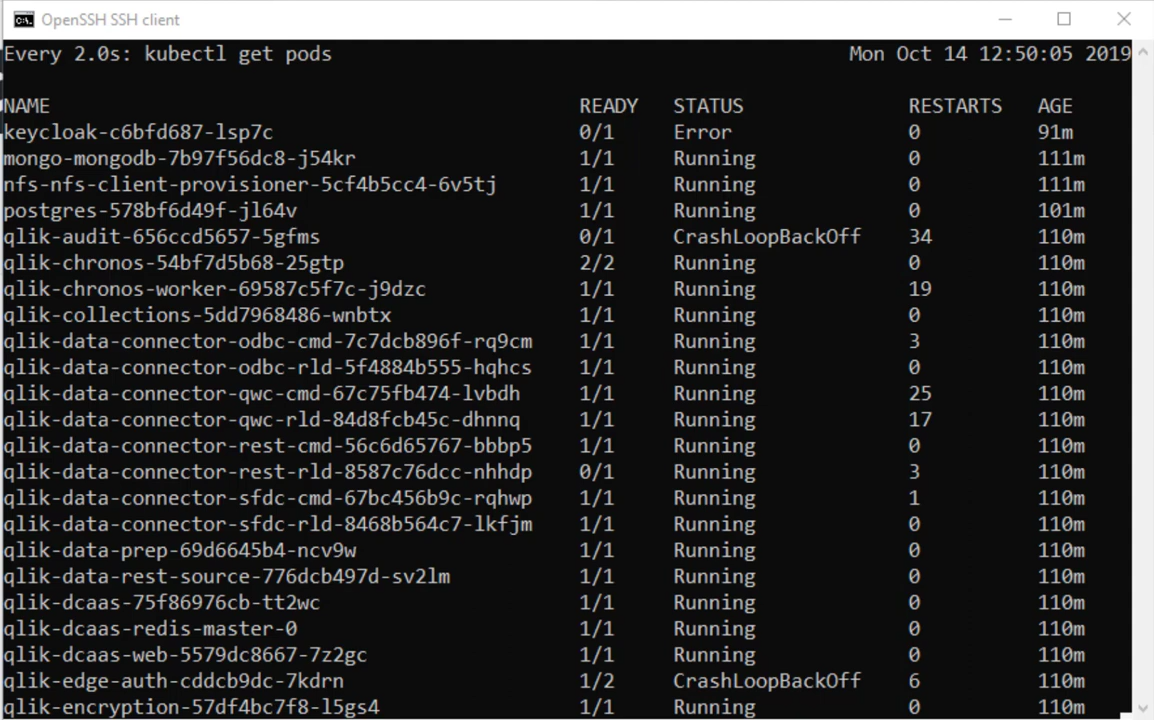 OpenSSH SSH client
Every 2.0s: kubectl get pods Mon Oct 14 12:50:05 2019
NAME READY STATUS RESTARTS AGE
keycloak-c6bfd687-lsp7c 0/1 Error 0 91m
mongo-mongodb-7b97f56dc8-j54kr 1/1 Running 0 111m
nfs-nfs-client-provisioner-5cf4b5cc4-6v5tj 1/1 Running 0 111m
postgres-578bf6d49f-jl64v 1/1 Running 0 101m
qlik-audit-656ccd5657-5gfms 0/1 CrashLoopBackOff 34 110m
qlik-chronos-54bf7d5b68-25gtp 2/2 Running 0 110m
qlik-chronos-worker-69587c5f7c-j9dzc 1/1 Running 19 110m
qlik-collections-5dd7968486-wnbtx 1/1 Running 0 110m
qlik-data-connector-odbc-cmd-7c7dcb896f-rq9cm 1/1 Running 3 110m
qlik-data-connector-odbc-rld-5f4884b555-hqhcs 1/1 Running 0 110m
qlik-data-connector-qwc-cmd-67c75fb474-lvbdh 1/1 Running 25 110m
qlik-data-connector-qwc-rld-84d8fcb45c-dhnnq 1/1 Running 17 110m
qlik-data-connector-rest-cmd-56c6d65767-bbbp5 1/1 Running 0 110m
qlik-data-connector-rest-rld-8587c76dcc-nhhdp 0/1 Running 3 110m
qlik-data-connector-sfdc-cmd-67bc456b9c-rqhwp 1/1 Running 1 110m
qlik-data-connector-sfdc-rld-8468b564c7-lkfjm 1/1 Running 0 110m
qlik-data-prep-69d6645b4-ncv9w 1/1 Running 0 110m
qlik-data-rest-source-776dcb497d-sv2lm 1/1 Running 0 110m
qlik-dcaas-75f86976cb-tt2wc 1/1 Running 0 110m
qlik-dcaas-redis-master-0 1/1 Running 0 110m
qlik-dcaas-web-5579dc8667-7z2gc 1/1 Running 0 110m
qlik-edge-auth-cddcb9dc-7kdrn 1/2 CrashLoopBackOff 6 110m
qlik-encryption-57df4bc7f8-l5gs4 1/1 Running 0 110m